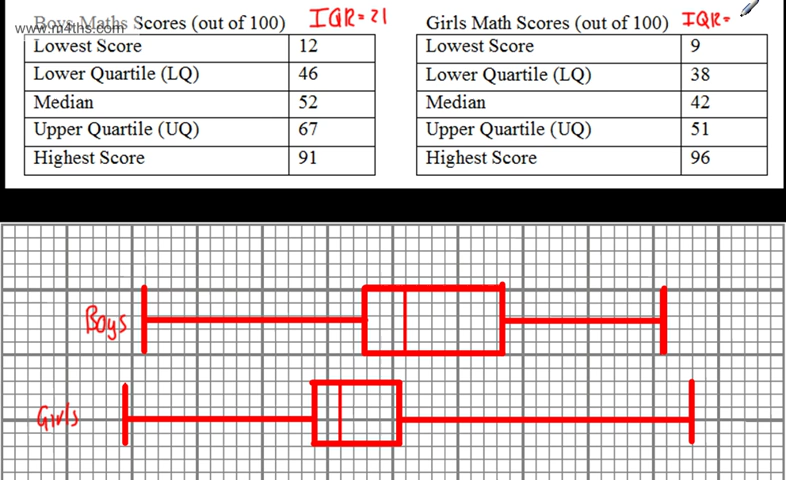 Boys Maths Scores (out of 100) IQR = 21
www.m4ths.com
Lowest Score 12
Lower Quartile (LQ) 46
Median 52
Upper Quartile (UQ) 67
Highest Score 91
Girls Math Scores (out of 100) IQR =
Lowest Score 9
Lower Quartile (LQ) 38
Median 42
Upper Quartile (UQ) 51
Highest Score 96
Boys
Girls